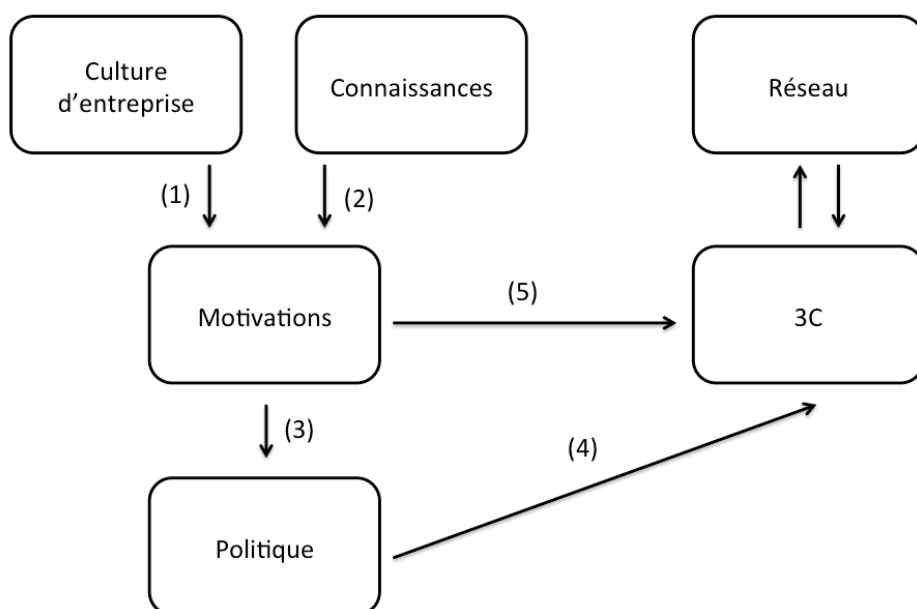 Culture
d’entreprise
Connaissances
Réseau
(1)
(2)
Motivations
(5)
3C
(3)
(4)
Politique